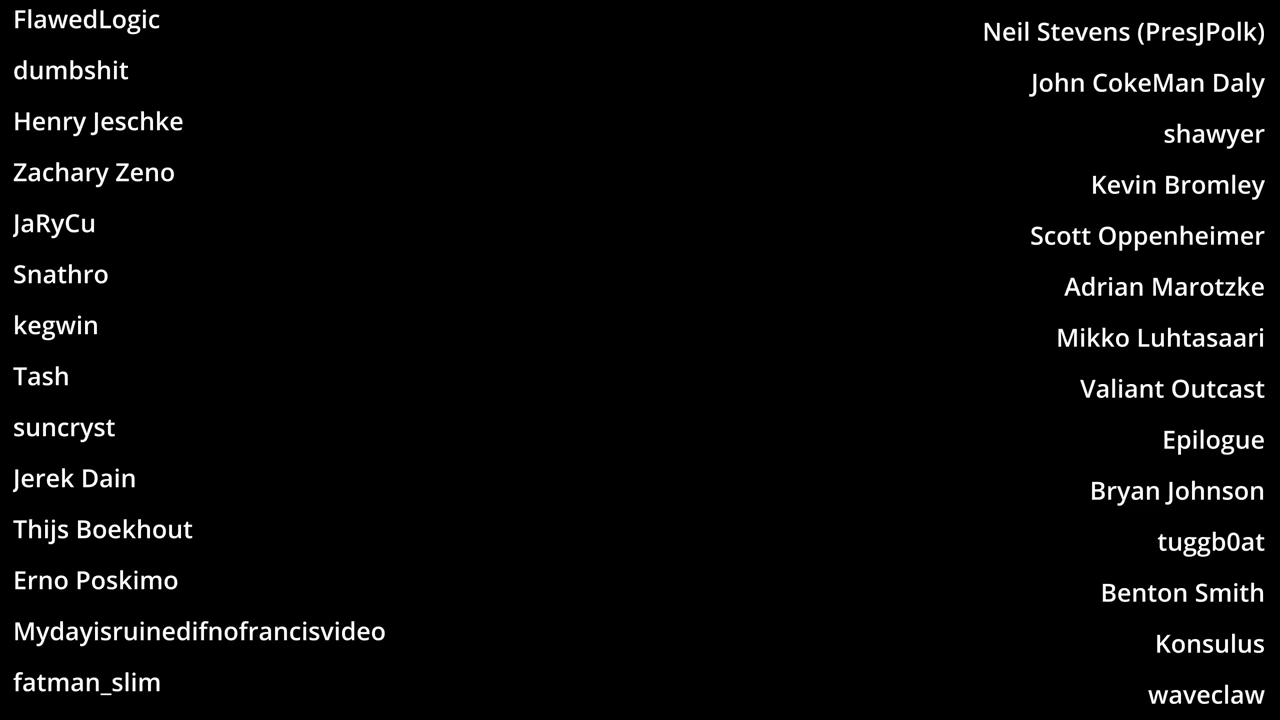 FlawedLogic
dumbshit
Henry Jeschke
Zachary Zeno
JaRyCu
Snathro
kegwin
Tash
suncryst
Jerek Dain
Thijs Boekhout
Erno Poskimo
Mydayisruinedifnofrancisvideo
fatman_slim
Neil Stevens (PresJPolk)
John CokeMan Daly
shawyer
Kevin Bromley
Scott Oppenheimer
Adrian Marotzke
Mikko Luhtasaari
Valiant Outcast
Epilogue
Bryan Johnson
tuggb0at
Benton Smith
Konsulus
waveclaw